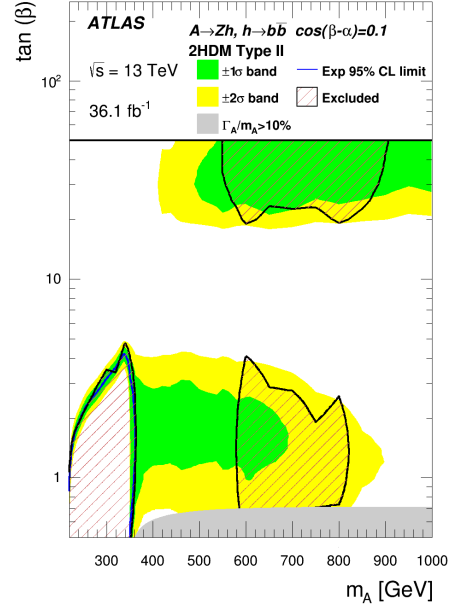 tan (β)
ATLAS
A→Zh, h→bb̅ cos(β-α)=0.1
2HDM Type II
√s = 13 TeV
±1σ band
Exp 95% CL limit
36.1 fb⁻¹
±2σ band
Excluded
Γ_A/m_A>10%
10²
10
1
300 400 500 600 700 800 900 1000
m_A [GeV]